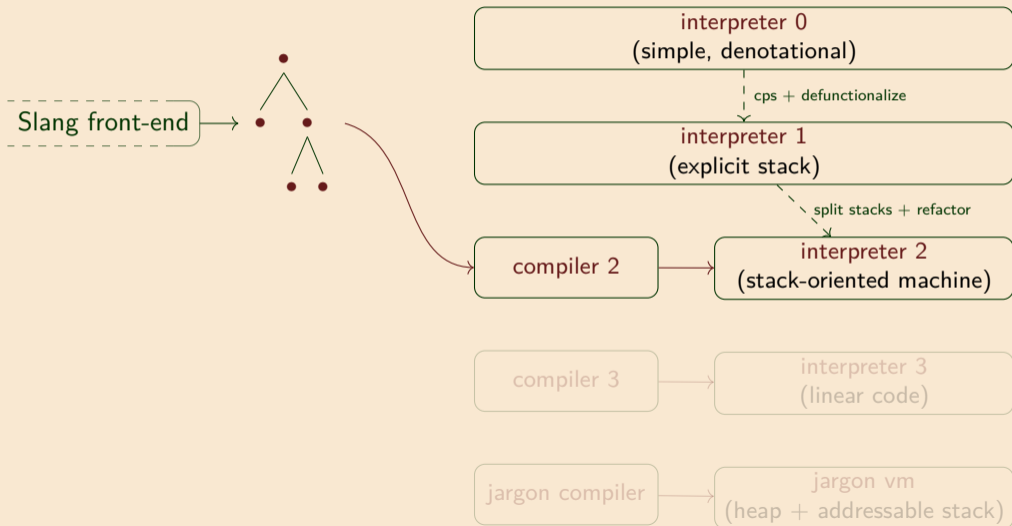 interpreter 0
(simple, denotational)
cps + defunctionalize
Slang front-end
interpreter 1
(explicit stack)
split stacks + refactor
compiler 2
interpreter 2
(stack-oriented machine)
compiler 3
interpreter 3
(linear code)
jargon compiler
jargon vm
(heap + addressable stack)